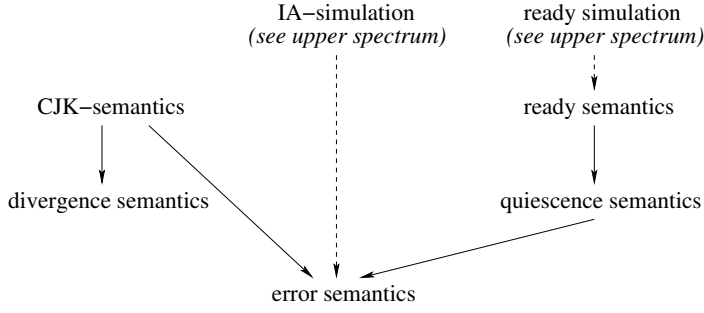 IA−simulation
(see upper spectrum)
ready simulation
(see upper spectrum)
CJK−semantics
ready semantics
divergence semantics
quiescence semantics
error semantics